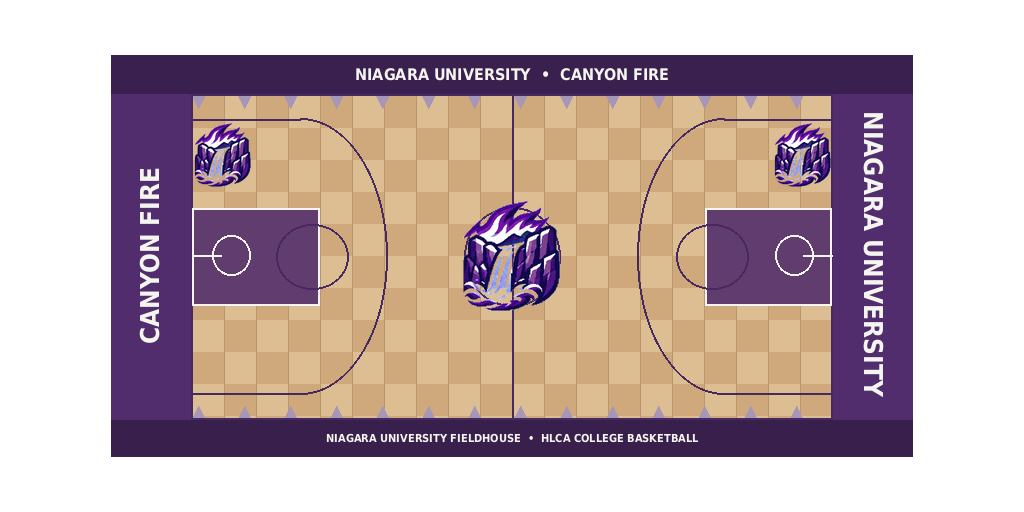 NIAGARA UNIVERSITY • CANYON FIRE
CANYON FIRE
NIAGARA UNIVERSITY
NIAGARA UNIVERSITY FIELDHOUSE • HLCA COLLEGE BASKETBALL